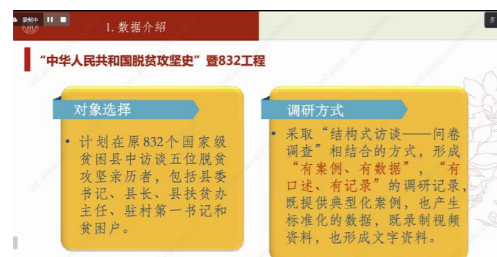 录制中
1. 数据介绍
“中华人民共和国脱贫攻坚史”暨832工程
对象选择
• 计划在原832个国家级
贫困县中访谈五位脱贫
攻坚亲历者，包括县委
书记、县长、县扶贫办
主任、驻村第一书记和
贫困户。
调研方式
• 采取“结构式访谈——问卷
调查”相结合的方式，形成
“有案例、有数据”，“有
口述、有记录”的调研记录，
既提供典型化案例，也产生
标准化的数据，既录制视频
资料，也形成文字资料。